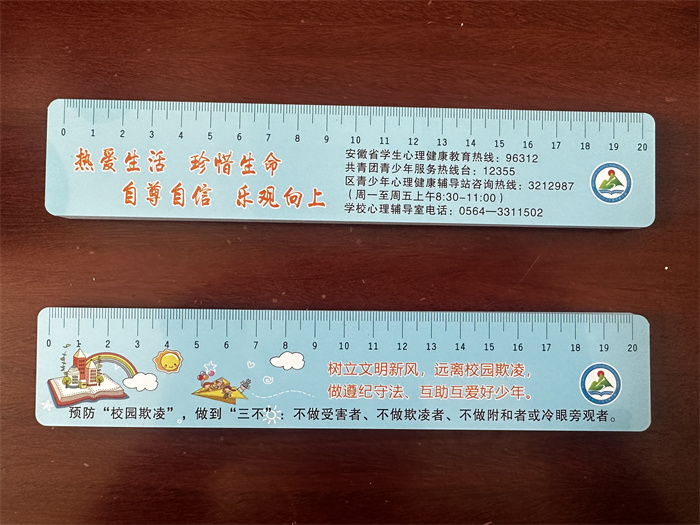 0 1 2 3 4 5 6 7 8 9 10 11 12 13 14 15 16 17 18 19 20
热爱生活 珍惜生命
自尊自信 乐观向上
安徽省学生心理健康教育热线：96312
共青团青少年服务热线台：12355
区青少年心理健康辅导站咨询热线：3212987
（周一至周五上午8:30-11:00）
学校心理辅导室电话：0564—3311502
0 1 2 3 4 5 6 7 8 9 10 11 12 13 14 15 16 17 18 19 20
树立文明新风，远离校园欺凌，
做遵纪守法、互助互爱好少年。
预防“校园欺凌”，做到“三不”：不做受害者、不做欺凌者、不做附和者或冷眼旁观者。